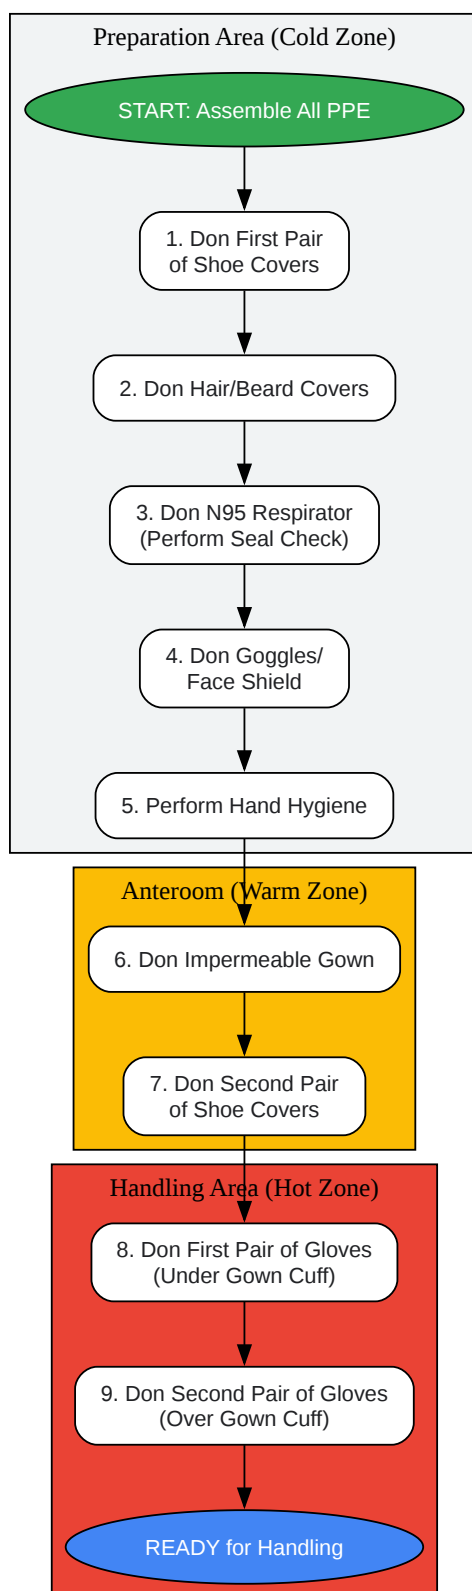 Preparation Area (Cold Zone)
START: Assemble All PPE
1. Don First Pair
of Shoe Covers
2. Don Hair/Beard Covers
3. Don N95 Respirator
(Perform Seal Check)
4. Don Goggles/
Face Shield
5. Perform Hand Hygiene
Anteroom (Warm Zone)
6. Don Impermeable Gown
7. Don Second Pair
of Shoe Covers
Handling Area (Hot Zone)
8. Don First Pair of Gloves
(Under Gown Cuff)
9. Don Second Pair of Gloves
(Over Gown Cuff)
READY for Handling